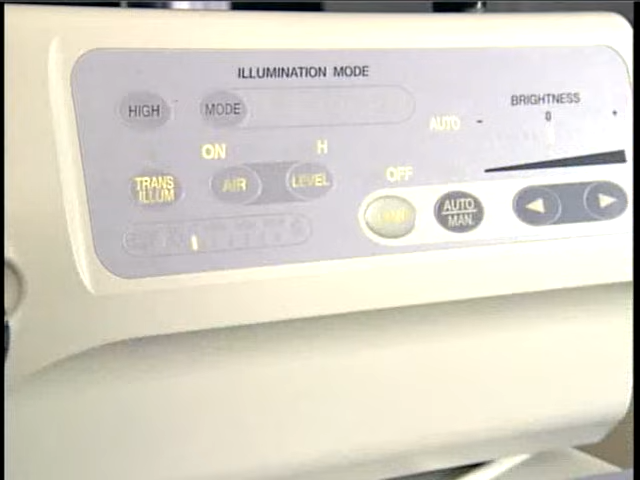 ILLUMINATION MODE
HIGH MODE
BRIGHTNESS
AUTO - 0 +
ON H
OFF
TRANS ILLUM AIR LEVEL
AUTO MAN.